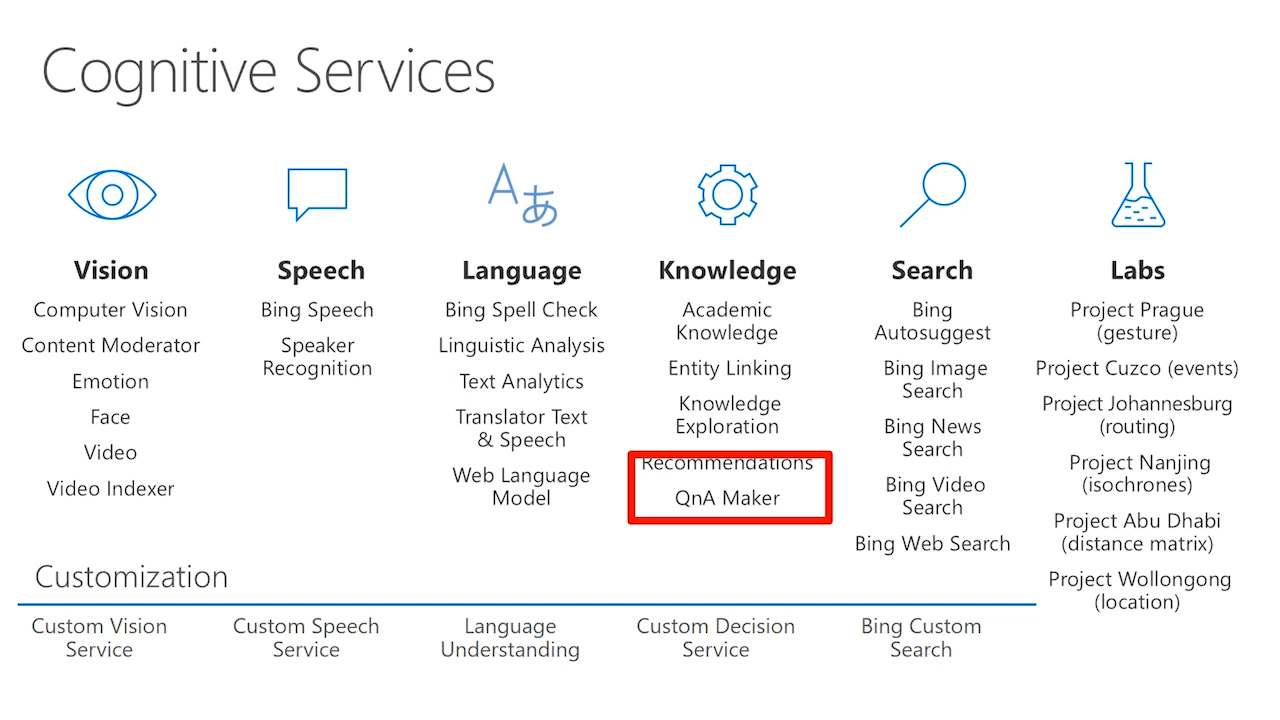 Cognitive Services
Aあ
Vision
Computer Vision
Content Moderator
Emotion
Face
Video
Video Indexer
Speech
Bing Speech
Speaker
Recognition
Language
Bing Spell Check
Linguistic Analysis
Text Analytics
Translator Text
& Speech
Web Language
Model
Knowledge
Academic
Knowledge
Entity Linking
Knowledge
Exploration
Recommendations
QnA Maker
Search
Bing
Autosuggest
Bing Image
Search
Bing News
Search
Bing Video
Search
Bing Web Search
Labs
Project Prague
(gesture)
Project Cuzco (events)
Project Johannesburg
(routing)
Project Nanjing
(isochrones)
Project Abu Dhabi
(distance matrix)
Project Wollongong
(location)
Customization
Custom Vision
Service
Custom Speech
Service
Language
Understanding
Custom Decision
Service
Bing Custom
Search